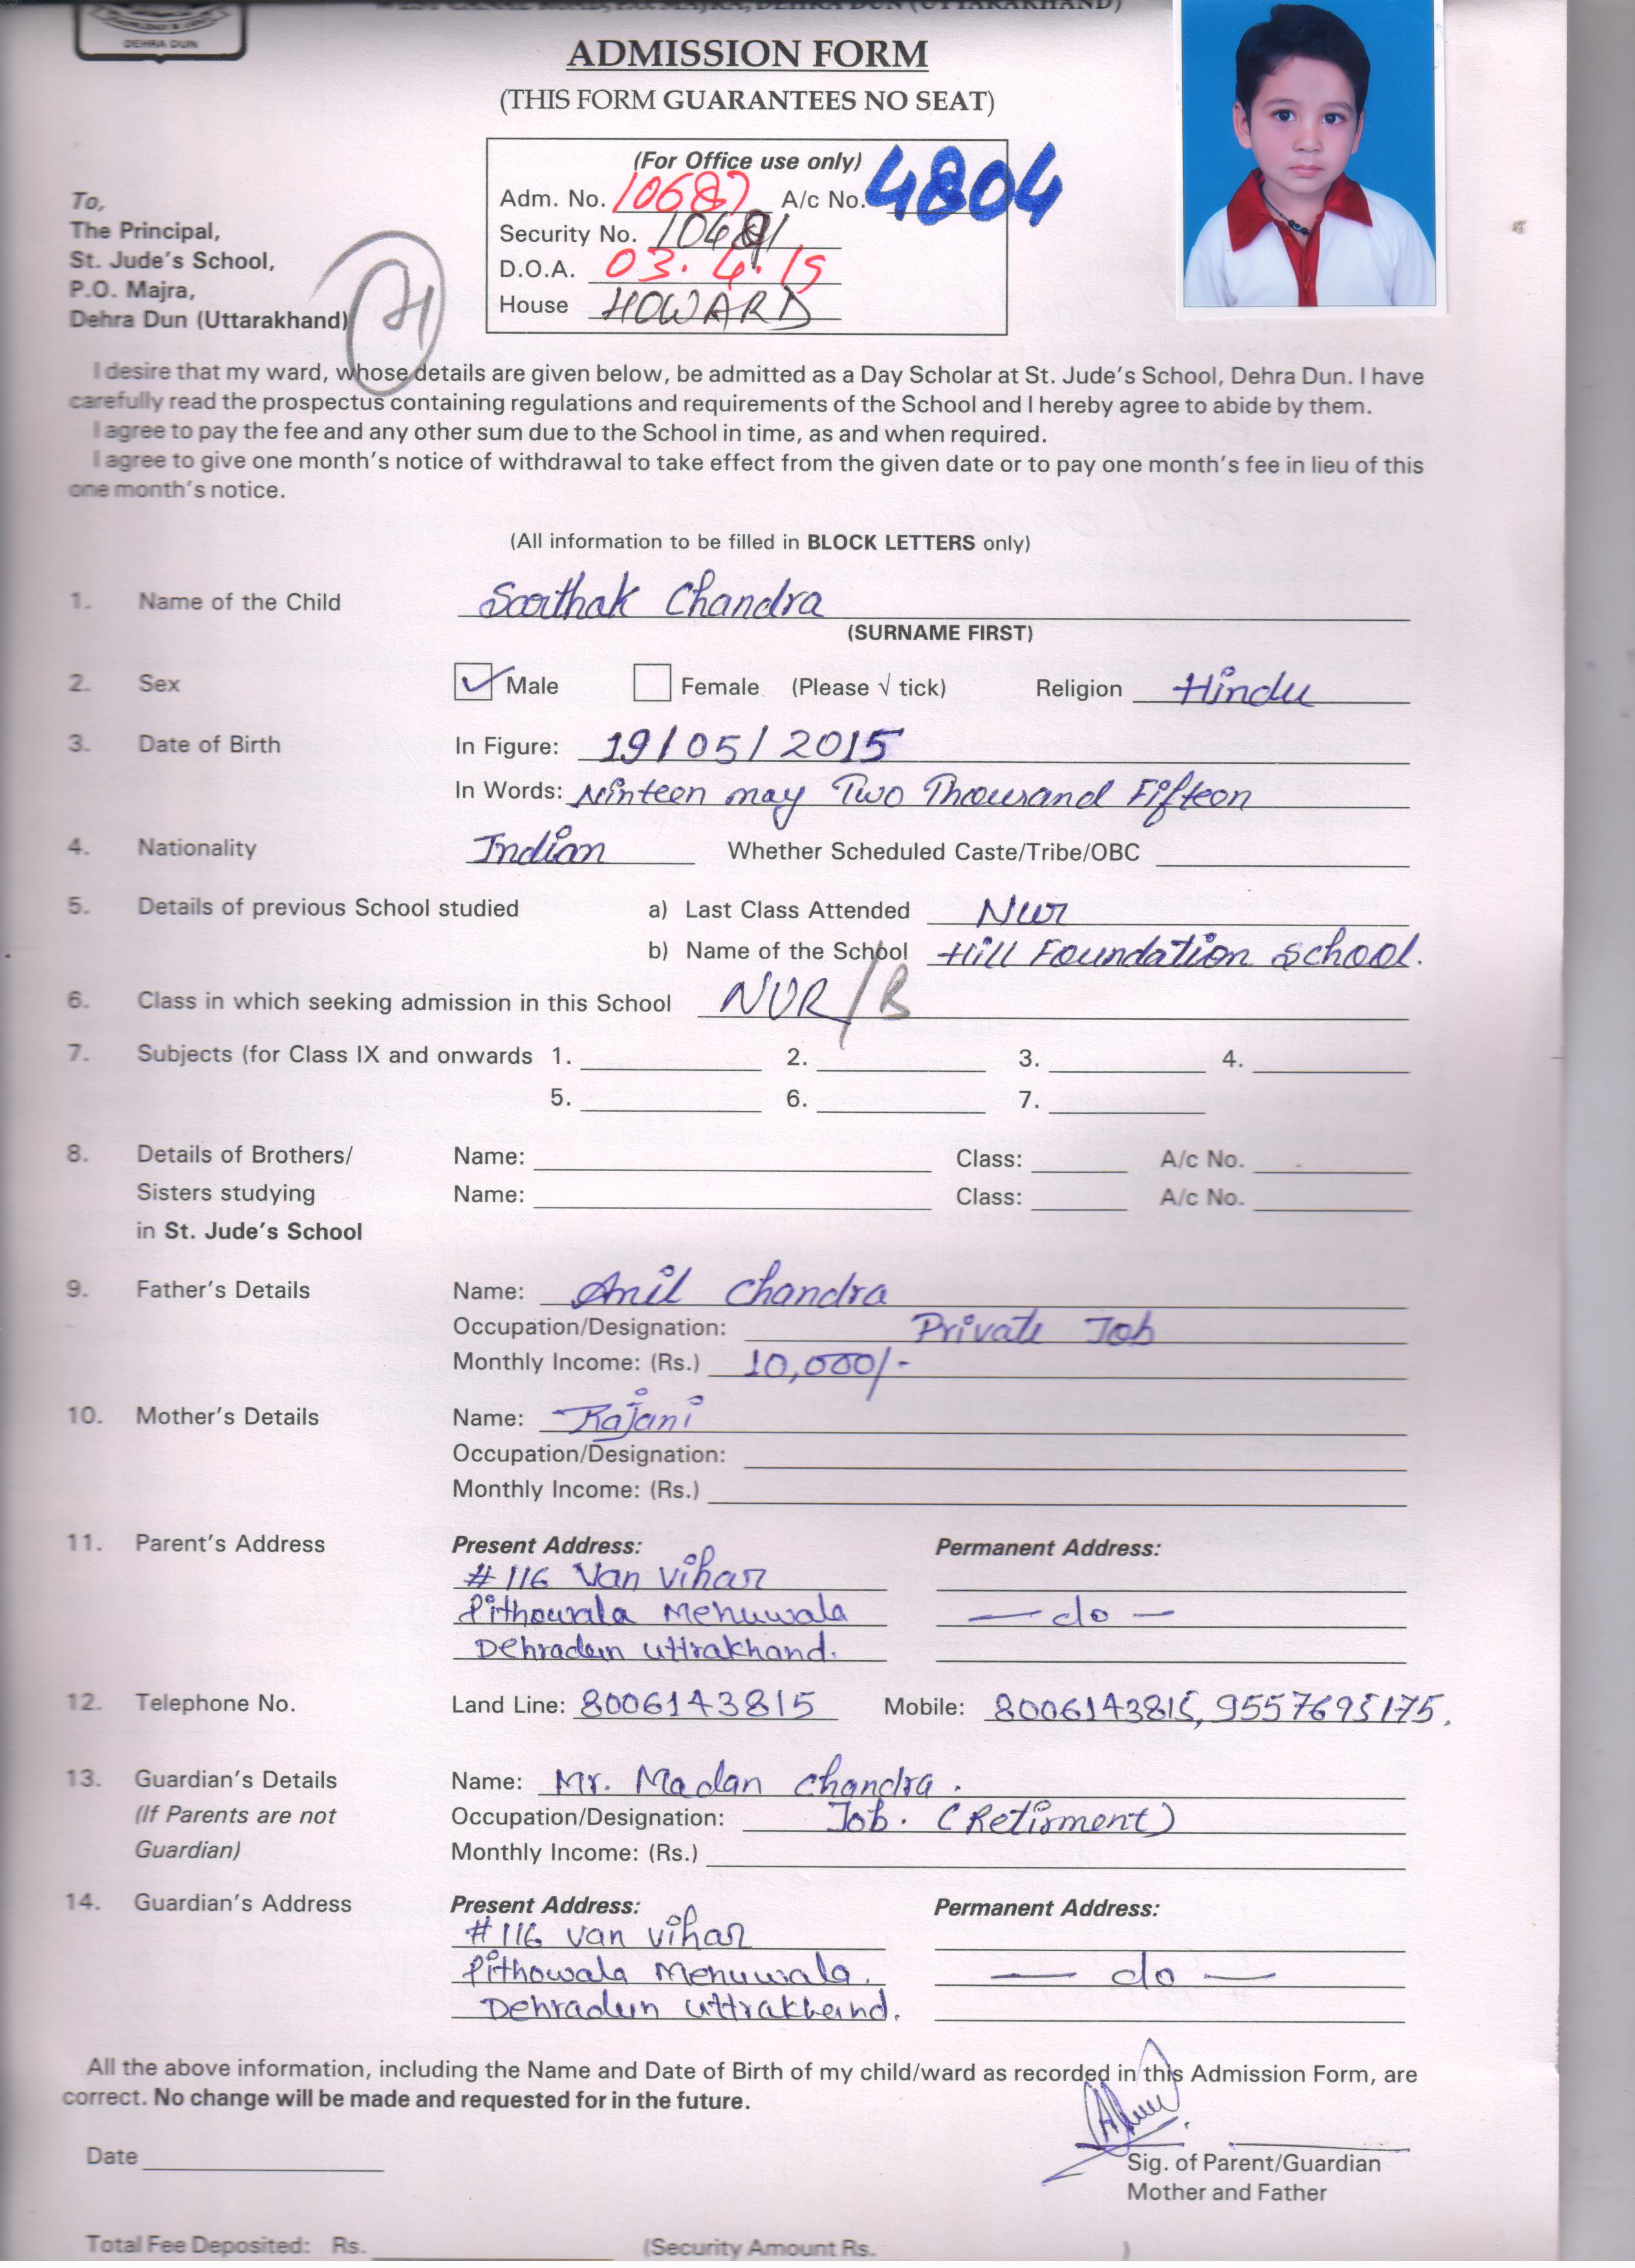 WEST CANAL ROAD, P.O. MAJRA, DEHRA DUN (UTTARAKHAND)
DEHRA DUN
ADMISSION FORM
(THIS FORM GUARANTEES NO SEAT)
(For Office use only)
Adm. No. 10687 A/c No. 4804
Security No.
D.O.A. 03.4.19
House HOWARD
To,
The Principal,
St. Jude's School,
P.O. Majra,
Dehra Dun (Uttarakhand)
I desire that my ward, whose details are given below, be admitted as a Day Scholar at St. Jude's School, Dehra Dun. I have
carefully read the prospectus containing regulations and requirements of the School and I hereby agree to abide by them.
I agree to pay the fee and any other sum due to the School in time, as and when required.
I agree to give one month's notice of withdrawal to take effect from the given date or to pay one month's fee in lieu of this
one month's notice.
(All information to be filled in BLOCK LETTERS only)
1. Name of the Child Sarthak Chandra
(SURNAME FIRST)
2. Sex Male Female (Please √ tick) Religion Hindu
3. Date of Birth In Figure: 19/05/2015
In Words: Ninteen may Two Thousand Fifteen
4. Nationality Indian Whether Scheduled Caste/Tribe/OBC
5. Details of previous School studied a) Last Class Attended Nur
b) Name of the School Hill Foundation School.
6. Class in which seeking admission in this School NUR/B
7. Subjects (for Class IX and onwards 1. 2. 3. 4.
5. 6. 7.
8. Details of Brothers/ Name: Class: A/c No.
Sisters studying Name: Class: A/c No.
in St. Jude's School
9. Father's Details Name: Anil Chandra
Occupation/Designation: Private Job
Monthly Income: (Rs.) 10,000/-
10. Mother's Details Name: Rajani
Occupation/Designation:
Monthly Income: (Rs.)
11. Parent's Address Present Address: Permanent Address:
# 116 Van Vihar
Pithowala Mehuwala — do —
Dehradun Uttrakhand.
12. Telephone No. Land Line: 8006143815 Mobile: 8006143815, 9557695175.
13. Guardian's Details Name: Mr. Madan Chandra.
(If Parents are not Occupation/Designation: Job. (Retirment)
Guardian) Monthly Income: (Rs.)
14. Guardian's Address Present Address: Permanent Address:
# 116 Van Vihar
Pithowala Mehuwala. — do —
Dehradun Uttrakhand.
All the above information, including the Name and Date of Birth of my child/ward as recorded in this Admission Form, are
correct. No change will be made and requested for in the future.
Date
Sig. of Parent/Guardian
Mother and Father
Total Fee Deposited: Rs. (Security Amount Rs. )